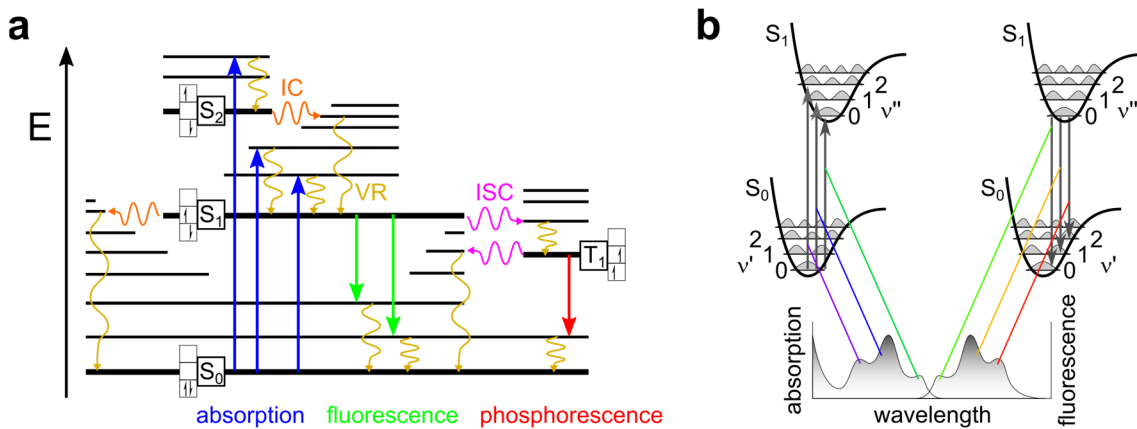 a
E
S2
IC
VR
S1
ISC
T1
S0
absorption
fluorescence
phosphorescence
b
S1
2
1
0
ν''
S0
2
1
0
ν'
S1
2
1
0
ν''
S0
2
1
0
ν'
absorption
wavelength
fluorescence